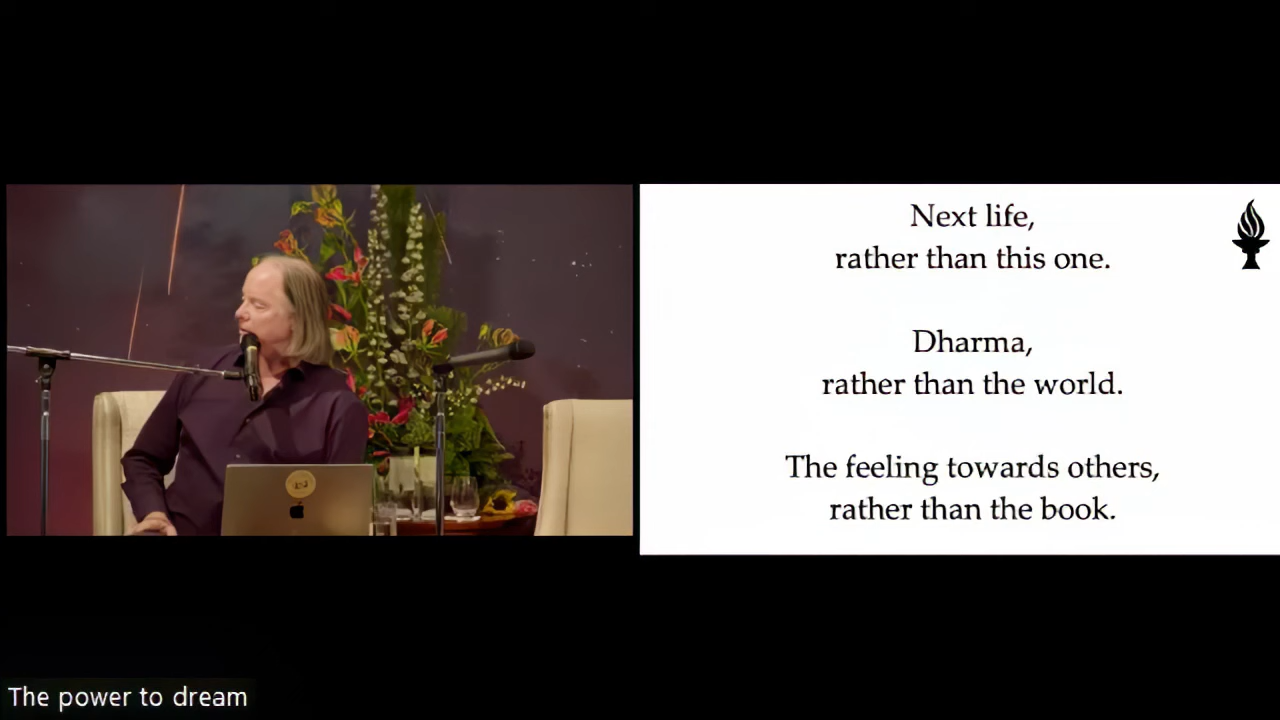 Next life,
rather than this one.
Dharma,
rather than the world.
The feeling towards others,
rather than the book.
The power to dream